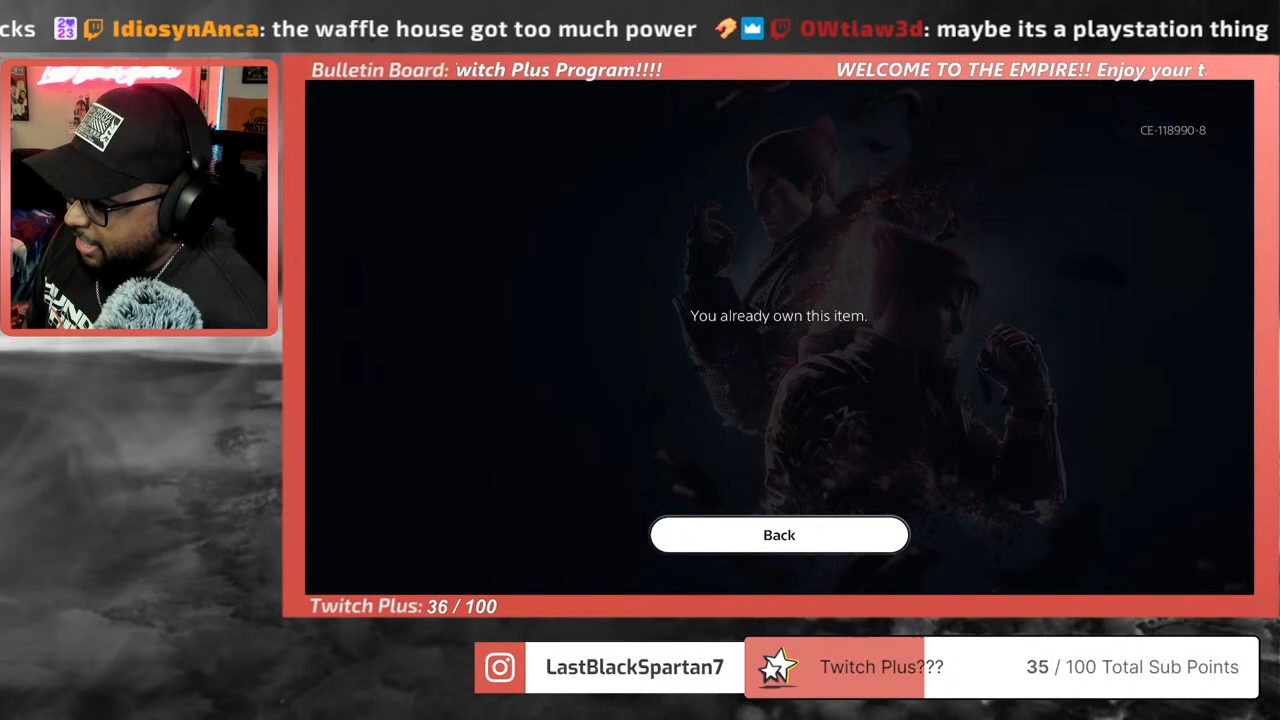 cks IdiosynAnca: the waffle house got too much power OWtlaw3d: maybe its a playstation thing
Bulletin Board: witch Plus Program!!!! WELCOME TO THE EMPIRE!! Enjoy your t
CE-118990-8
You already own this item.
Back
Twitch Plus: 36 / 100
LastBlackSpartan7
Twitch Plus??? 35 / 100 Total Sub Points